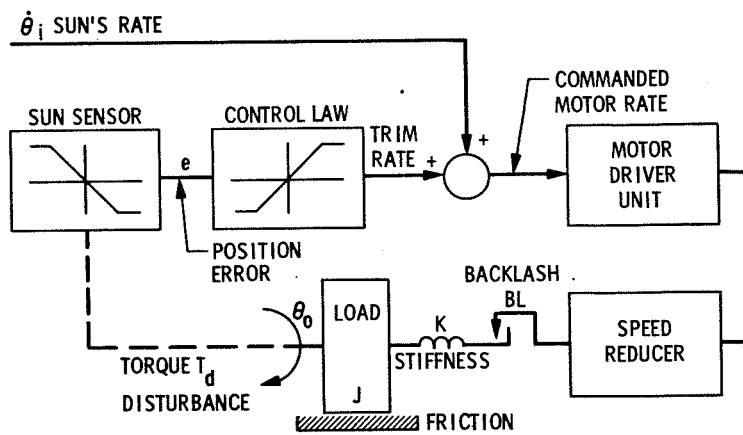 θ̇i SUN'S RATE
SUN SENSOR
CONTROL LAW
TRIM
RATE
+
+
COMMANDED
MOTOR RATE
MOTOR
DRIVER
UNIT
e
POSITION
ERROR
BACKLASH
BL
θo
LOAD
J
K
STIFFNESS
SPEED
REDUCER
TORQUE Td
DISTURBANCE
FRICTION